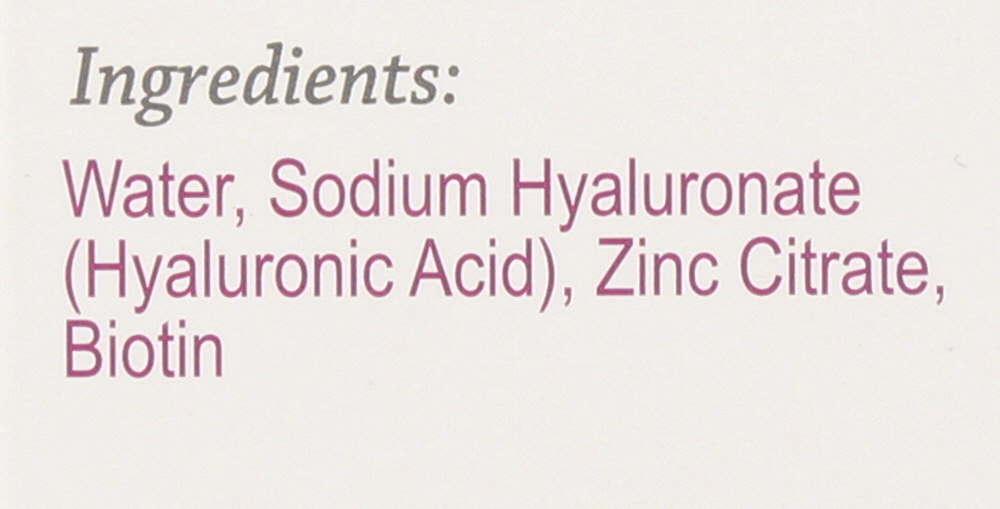 Ingredients:
Water, Sodium Hyaluronate
(Hyaluronic Acid), Zinc Citrate,
Biotin